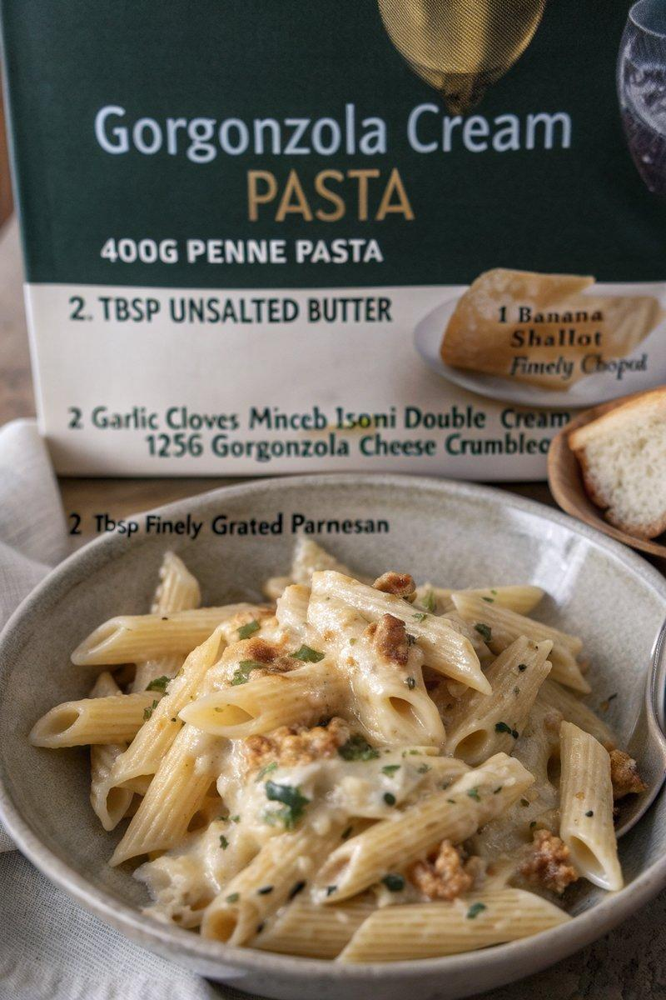 Gorgonzola Cream
PASTA
400G PENNE PASTA
2. TBSP UNSALTED BUTTER
1 Banana
Shallot
Fimely Chopal
2 Garlic Cloves Minceb Isoni Double Cream
1256 Gorgonzola Cheese Crumbleo
2 Tbsp Finely Grated Parnesan